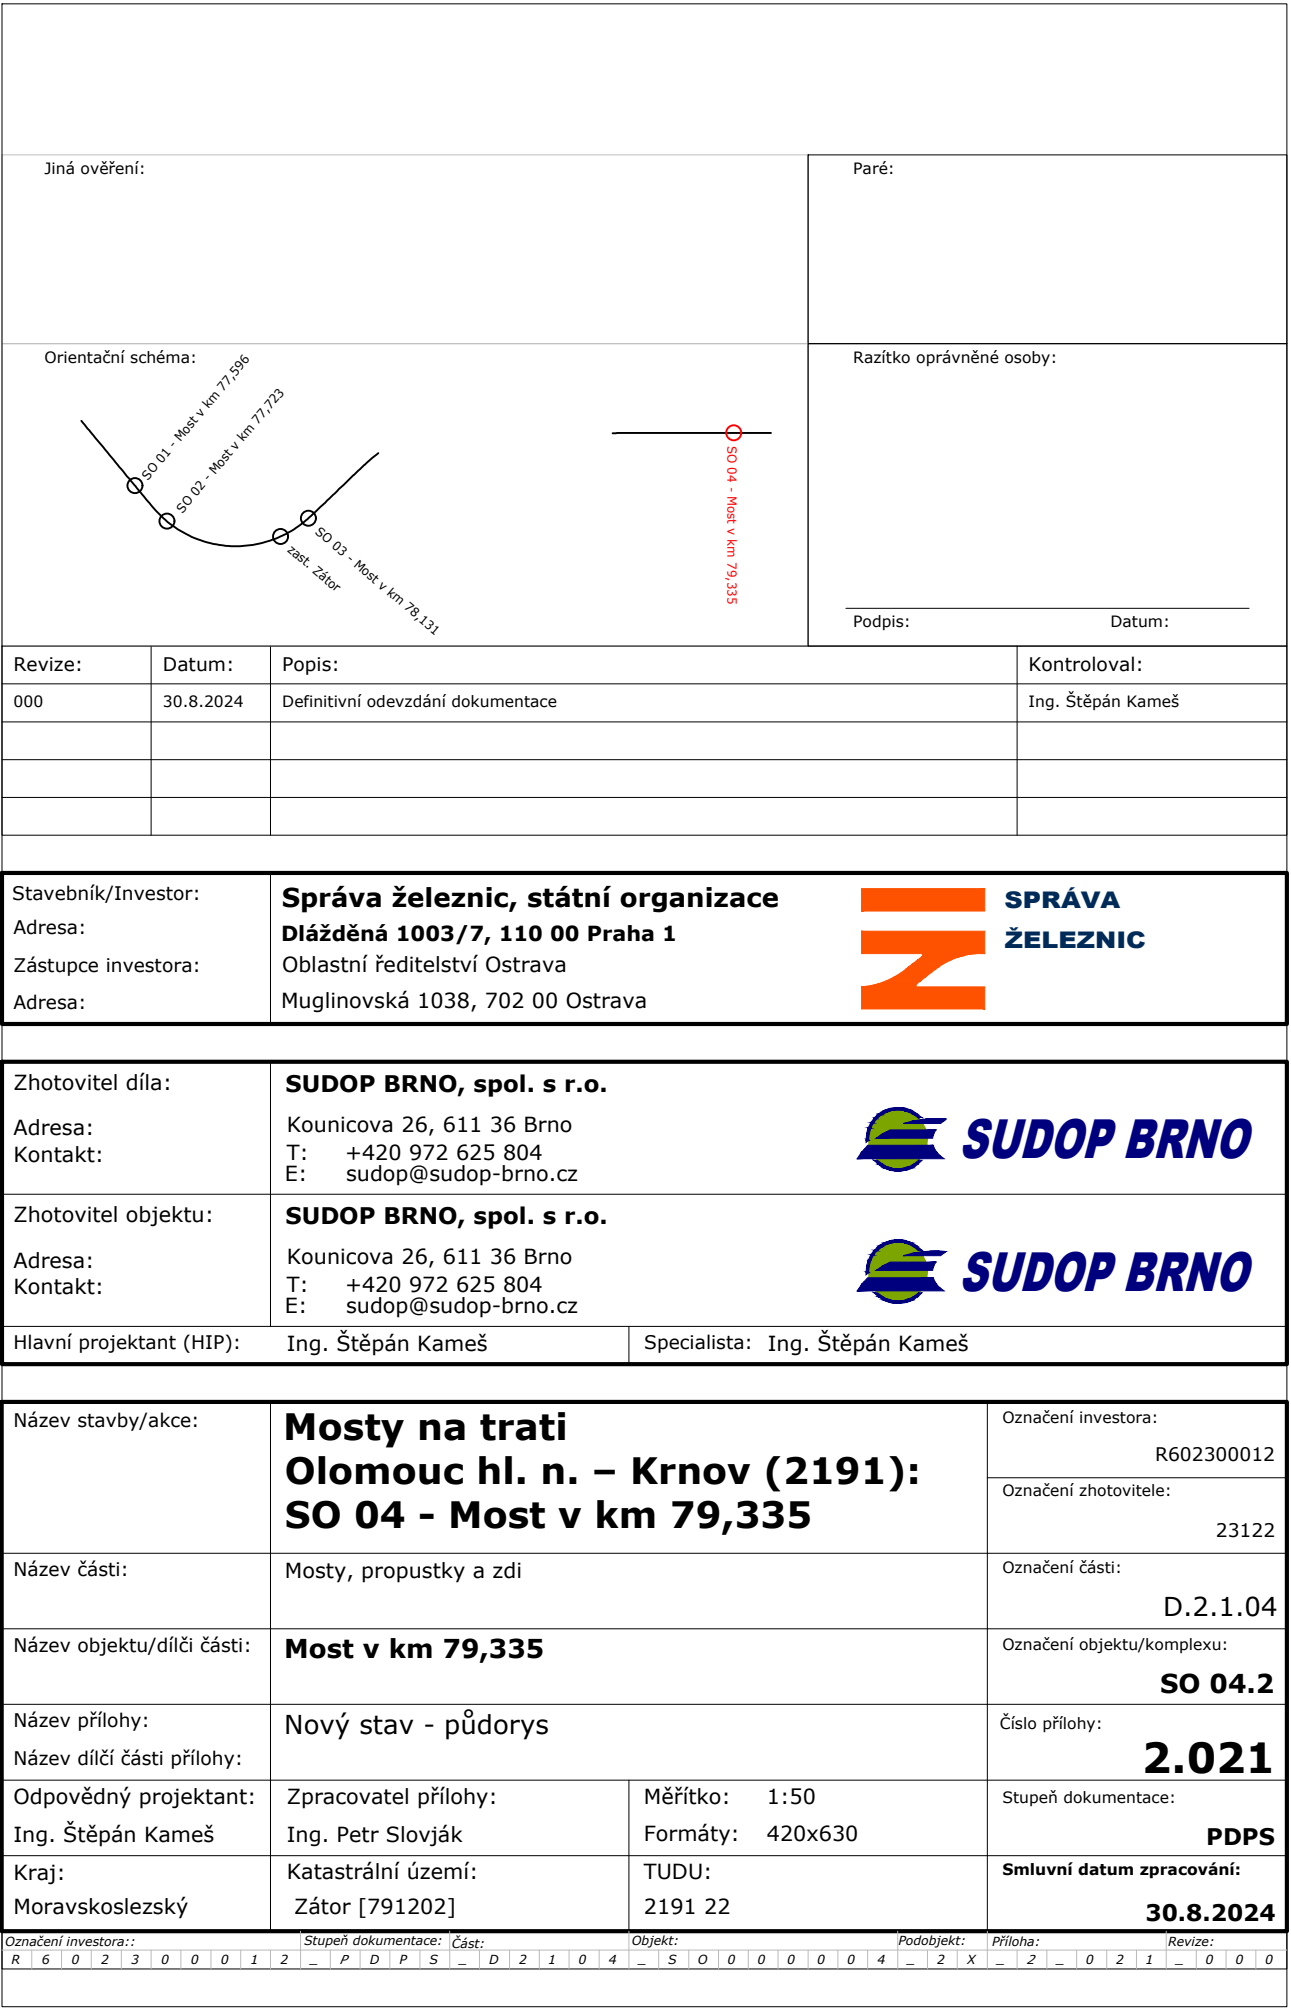 Jiná ověření:
Paré:
Orientační schéma:
Razítko oprávněné osoby:
SO 01 - Most v km 77,596
SO 02 - Most v km 77,723
zast. Zátor
SO 03 - Most v km 78,131
SO 04 - Most v km 79,335
Podpis: Datum:
Revize: Datum: Popis: Kontroloval:
000 30.8.2024 Definitivní odevzdání dokumentace Ing. Štěpán Kameš
Stavebník/Investor: Správa železnic, státní organizace
Adresa: Dlážděná 1003/7, 110 00 Praha 1
Zástupce investora: Oblastní ředitelství Ostrava
Adresa: Muglinovská 1038, 702 00 Ostrava
SPRÁVA
ŽELEZNIC
Zhotovitel díla: SUDOP BRNO, spol. s r.o.
Adresa: Kounicova 26, 611 36 Brno
Kontakt: T: +420 972 625 804
E: sudop@sudop-brno.cz
SUDOP BRNO
Zhotovitel objektu: SUDOP BRNO, spol. s r.o.
Adresa: Kounicova 26, 611 36 Brno
Kontakt: T: +420 972 625 804
E: sudop@sudop-brno.cz
SUDOP BRNO
Hlavní projektant (HIP): Ing. Štěpán Kameš Specialista: Ing. Štěpán Kameš
Název stavby/akce: Mosty na trati
Olomouc hl. n. – Krnov (2191):
SO 04 - Most v km 79,335
Označení investora:
R602300012
Označení zhotovitele:
23122
Název části: Mosty, propustky a zdi
Označení části:
D.2.1.04
Název objektu/dílči části: Most v km 79,335
Označení objektu/komplexu:
SO 04.2
Název přílohy: Nový stav - půdorys
Název dílčí části přílohy:
Číslo přílohy:
2.021
Odpovědný projektant: Zpracovatel přílohy: Měřítko: 1:50
Ing. Štěpán Kameš Ing. Petr Slovják Formáty: 420x630
Stupeň dokumentace:
PDPS
Kraj: Katastrální území: TUDU:
Moravskoslezský Zátor [791202] 2191 22
Smluvní datum zpracování:
30.8.2024
Označení investora:: Stupeň dokumentace: Část: Objekt: Podobjekt: Příloha: Revize:
R 6 0 2 3 0 0 0 1 2 _ P D P S _ D 2 1 0 4 _ S O 0 0 0 0 0 4 _ 2 X _ 2 _ 0 2 1 _ 0 0 0